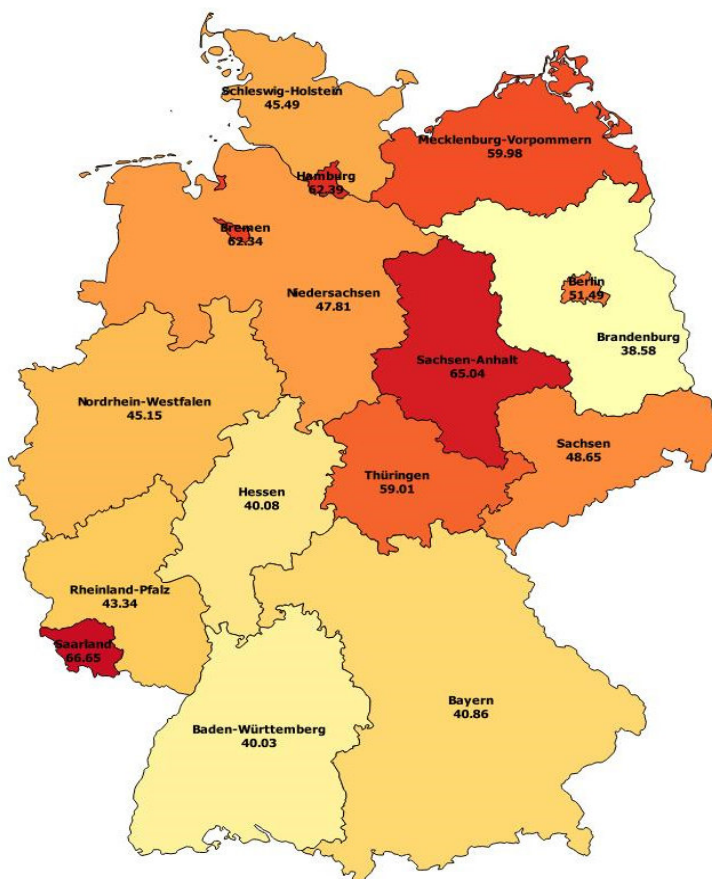 Schleswig-Holstein
45.49
Mecklenburg-Vorpommern
59.98
Hamburg
62.39
Bremen
62.34
Niedersachsen
47.81
Berlin
51.49
Brandenburg
38.58
Sachsen-Anhalt
65.04
Nordrhein-Westfalen
45.15
Sachsen
48.65
Thüringen
59.01
Hessen
40.08
Rheinland-Pfalz
43.34
Saarland
66.65
Bayern
40.86
Baden-Württemberg
40.03